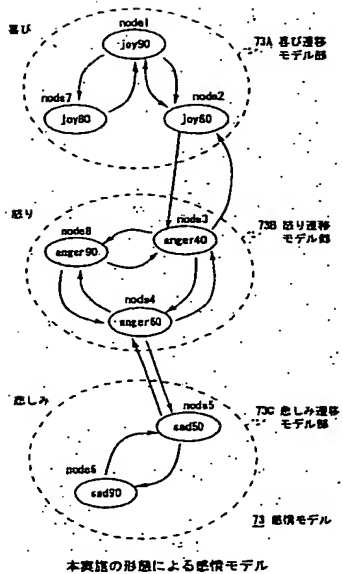 喜び
node1
joy90
73A 喜び遷移
モデル部
node7
node2
joy80
joy60
怒り
node3
node8
73B 怒り遷移
モデル部
anger40
anger90
node4
anger60
悲しみ
node5
73C 悲しみ遷移
モデル部
sad50
node6
sad90
73 感情モデル
本実施の形態による感情モデル